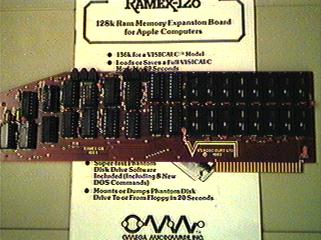 RAMEX-128
128k Ram Memory Expansion Board
for Apple Computers
136k for a VISICALC™ Model
Loads or Saves a Full VISICALC
Seconds
Super-fast Phantom
Disk Drive Software
Included (Including 8 New
DOS Commands)
Mounts or Dumps Phantom Disk
Drive To or From Floppy In 20 Seconds
OMEGA MICROWARE, INC.